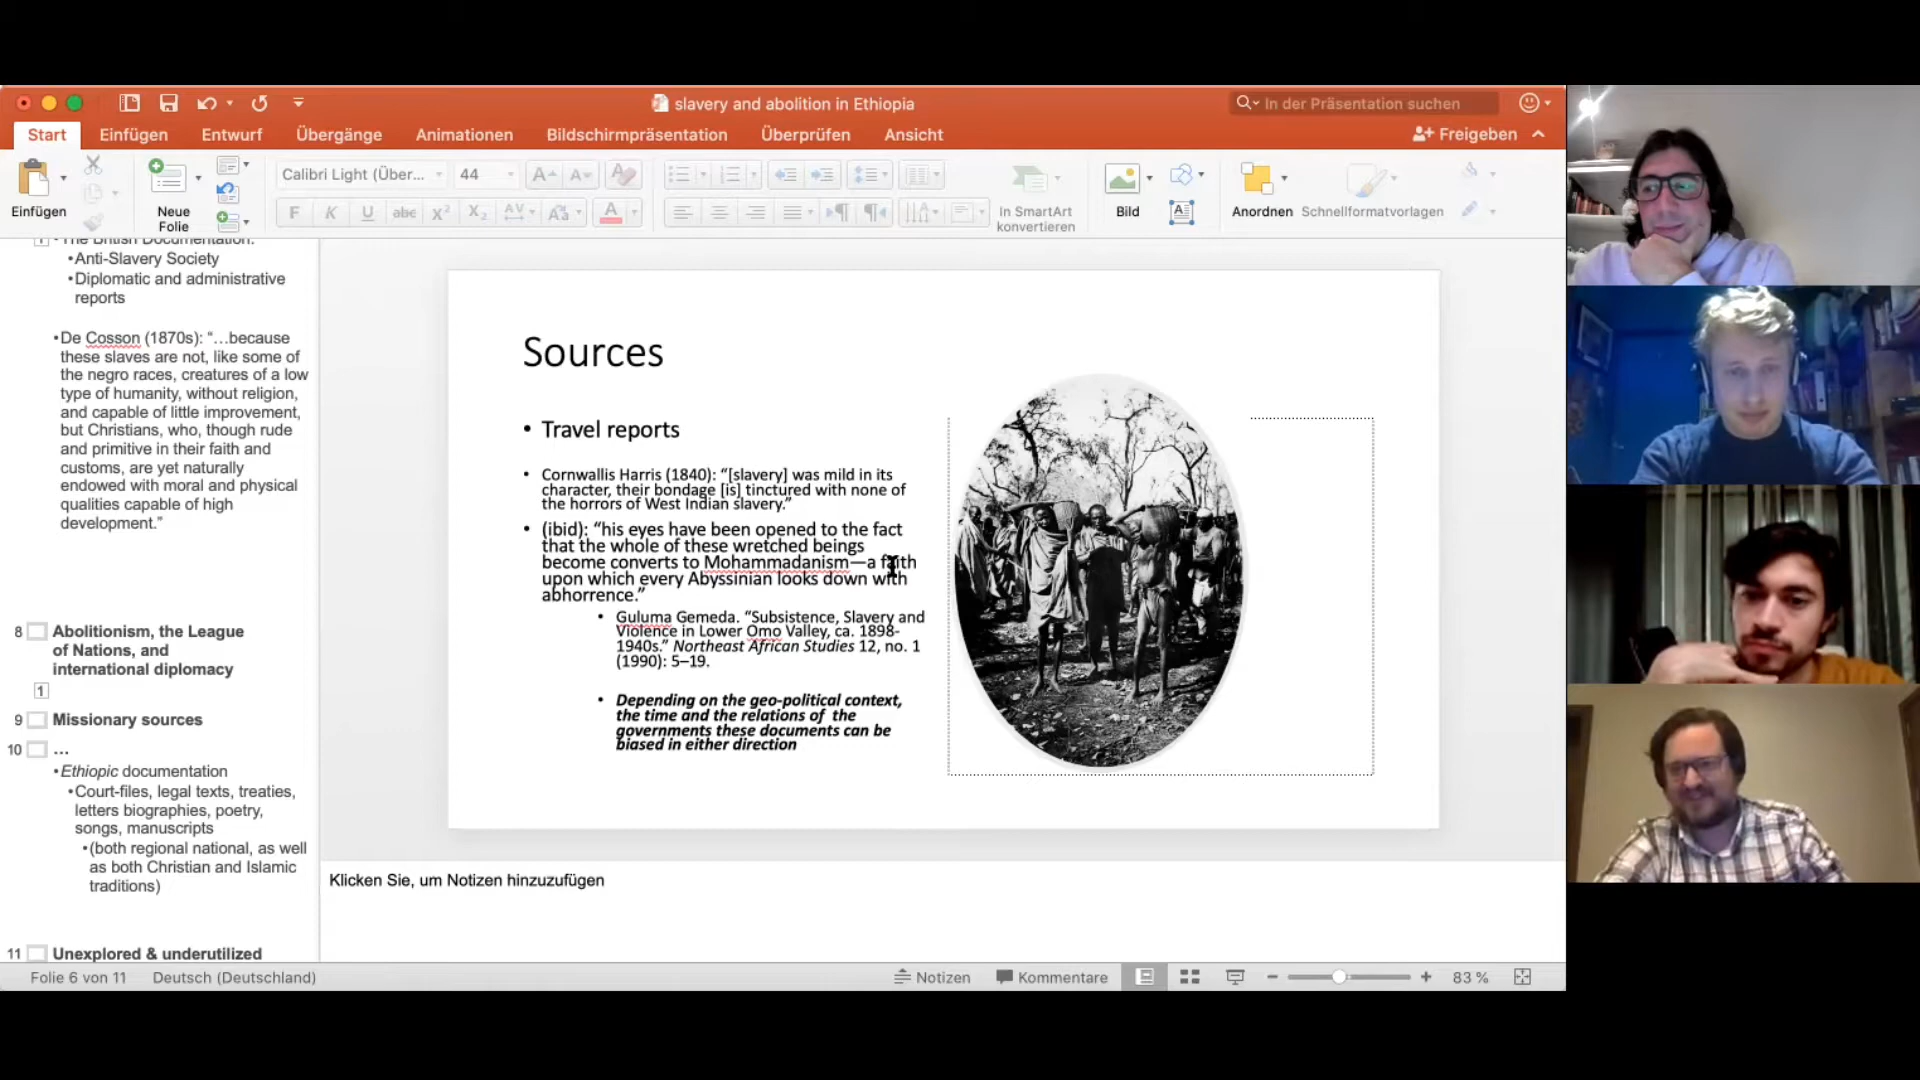 slavery and abolition in Ethiopia
In der Präsentation suchen
Start Einfügen Entwurf Übergänge Animationen Bildschirmpräsentation Überprüfen Ansicht Freigeben
Einfügen
Neue
Folie
Calibri Light (Über... 44
F K U abc X² X₂ AV Aa A
In SmartArt
konvertieren
Bild
Anordnen
Schnellformatvorlagen
• The British Documentation:
•Anti-Slavery Society
•Diplomatic and administrative
reports
•De Cosson (1870s): “…because
these slaves are not, like some of
the negro races, creatures of a low
type of humanity, without religion,
and capable of little improvement,
but Christians, who, though rude
and primitive in their faith and
customs, are yet naturally
endowed with moral and physical
qualities capable of high
development.”
8 Abolitionism, the League
of Nations, and
international diplomacy
1
9 Missionary sources
10 …
•Ethiopic documentation
•Court-files, legal texts, treaties,
letters biographies, poetry,
songs, manuscripts
•(both regional national, as well
as both Christian and Islamic
traditions)
11 Unexplored & underutilized
Sources
• Travel reports
• Cornwallis Harris (1840): “[slavery] was mild in its
character, their bondage [is] tinctured with none of
the horrors of West Indian slavery.”
• (ibid): “his eyes have been opened to the fact
that the whole of these wretched beings
become converts to Mohammadanism—a faith
upon which every Abyssinian looks down with
abhorrence.”
• Guluma Gemeda. “Subsistence, Slavery and
Violence in Lower Omo Valley, ca. 1898-
1940s.” Northeast African Studies 12, no. 1
(1990): 5–19.
• Depending on the geo-political context,
the time and the relations of the
governments these documents can be
biased in either direction
Klicken Sie, um Notizen hinzuzufügen
Folie 6 von 11 Deutsch (Deutschland) Notizen Kommentare 83 %